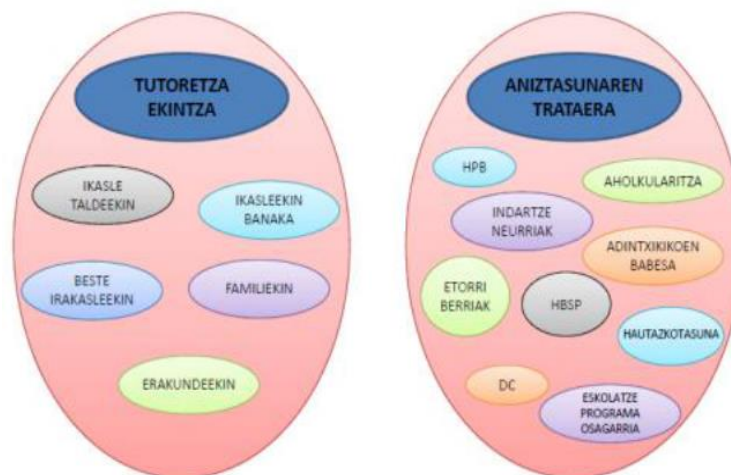 TUTORETZA
EKINTZA
IKASLE
TALDEEKIN
IKASLEEKIN
BANAKA
BESTE
IRAKASLEEKIN
FAMILIEKIN
ERAKUNDEEKIN
ANIZTASUNAREN
TRATAERA
HPB
AHOLKULARITZA
INDARTZE
NEURRIAK
ADINTXIKIKOEN
BABESA
ETORRI
BERRIAK
HBSP
HAUTAZKOTASUNA
DC
ESKOLATZE
PROGRAMA
OSAGARRIA